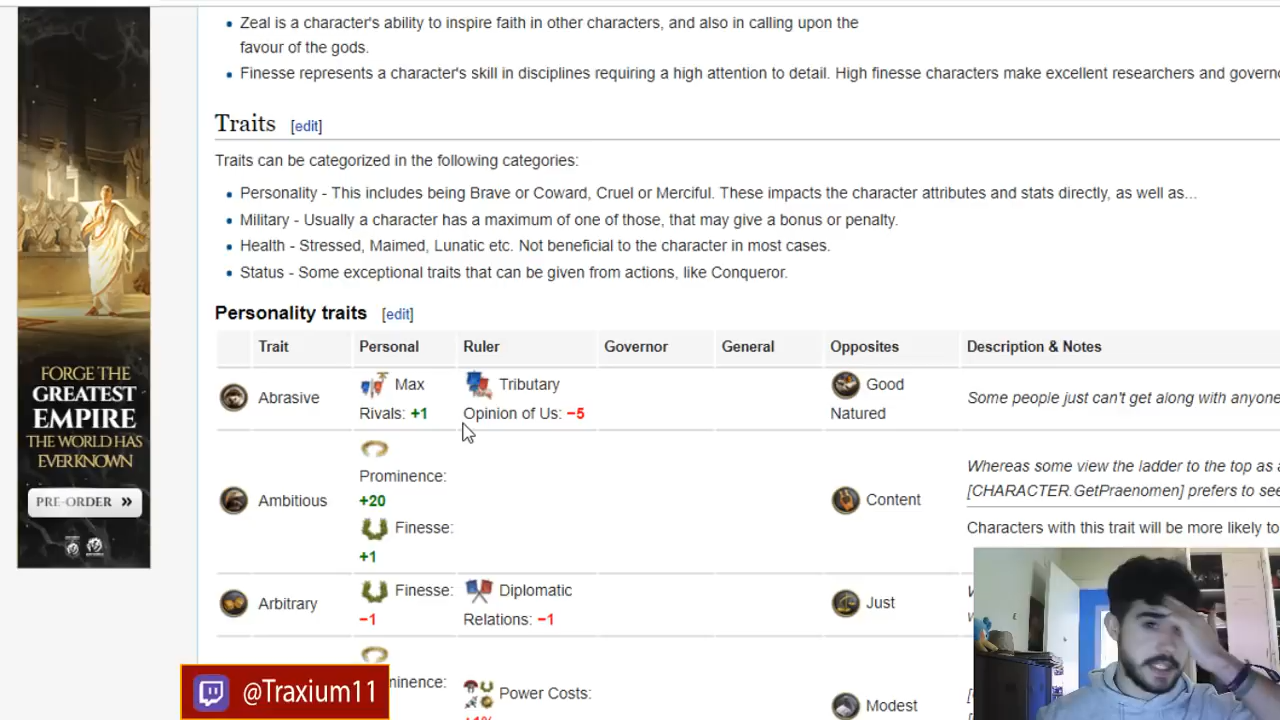 Zeal is a character's ability to inspire faith in other characters, and also in calling upon the
favour of the gods.
Finesse represents a character's skill in disciplines requiring a high attention to detail. High finesse characters make excellent researchers and
Traits [edit]
Traits can be categorized in the following categories:
Personality - This includes being Brave or Coward, Cruel or Merciful. These impacts the character attributes and stats directly, as well as...
Military - Usually a character has a maximum of one of those, that may give a bonus or penalty.
Health - Stressed, Maimed, Lunatic etc. Not beneficial to the character in most cases.
Status - Some exceptional traits that can be given from actions, like Conqueror.
Personality traits [edit]
Trait Personal Ruler Governor General Opposites Description & Notes
Abrasive
Max
Rivals: +1
Tributary
Opinion of Us: −5
Good
Natured
Some people just can't get along with anyone
Ambitious
Prominence:
+20
Finesse:
+1
Content
Whereas some view the ladder to the top as
[CHARACTER.GetPraenomen] prefers to
Characters with this trait will be more likely to
Arbitrary
Finesse:
−1
Diplomatic
Relations: −1
Just
Power Costs:
Modest
FORGE THE
GREATEST
EMPIRE
THE WORLD HAS
EVER KNOWN
PRE-ORDER »
@Traxium11